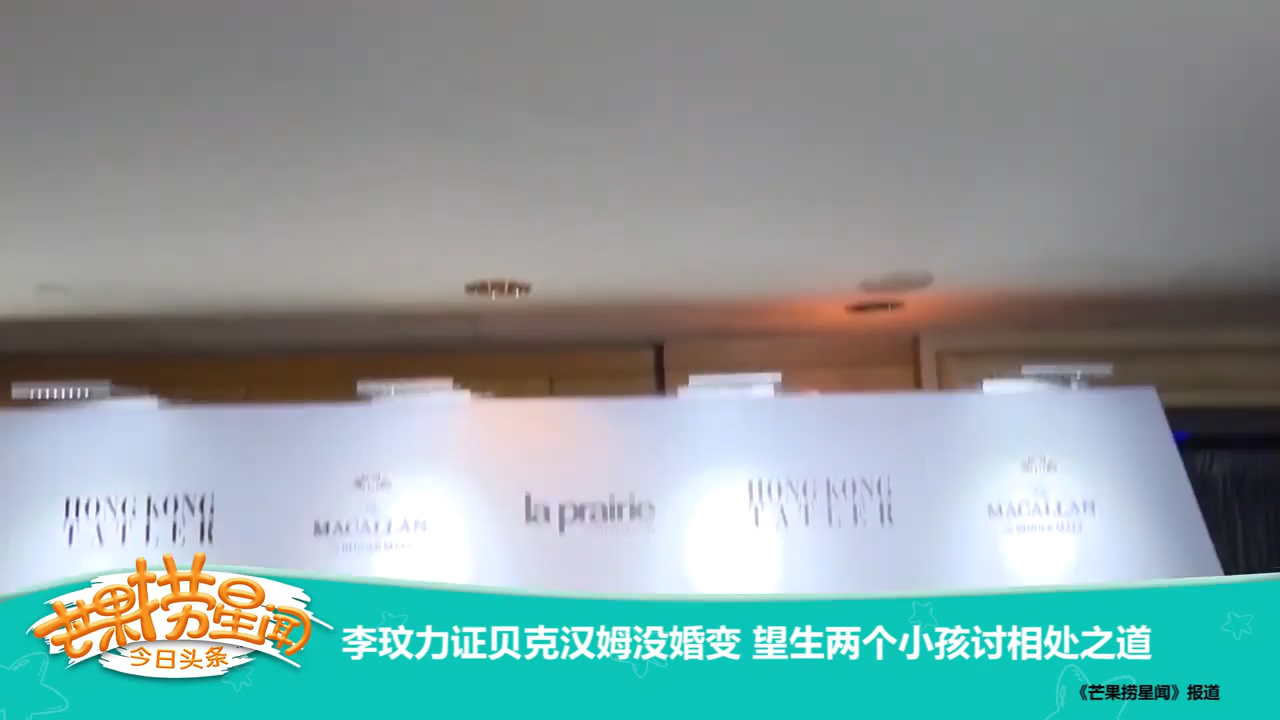 HONG KONG
TATLER
MACALLAN
la prairie
HONG KONG
TATLER
THE
MACALLAN
芒果捞星闻
今日头条
李玟力证贝克汉姆没婚变 望生两个小孩讨相处之道
《芒果捞星闻》报道